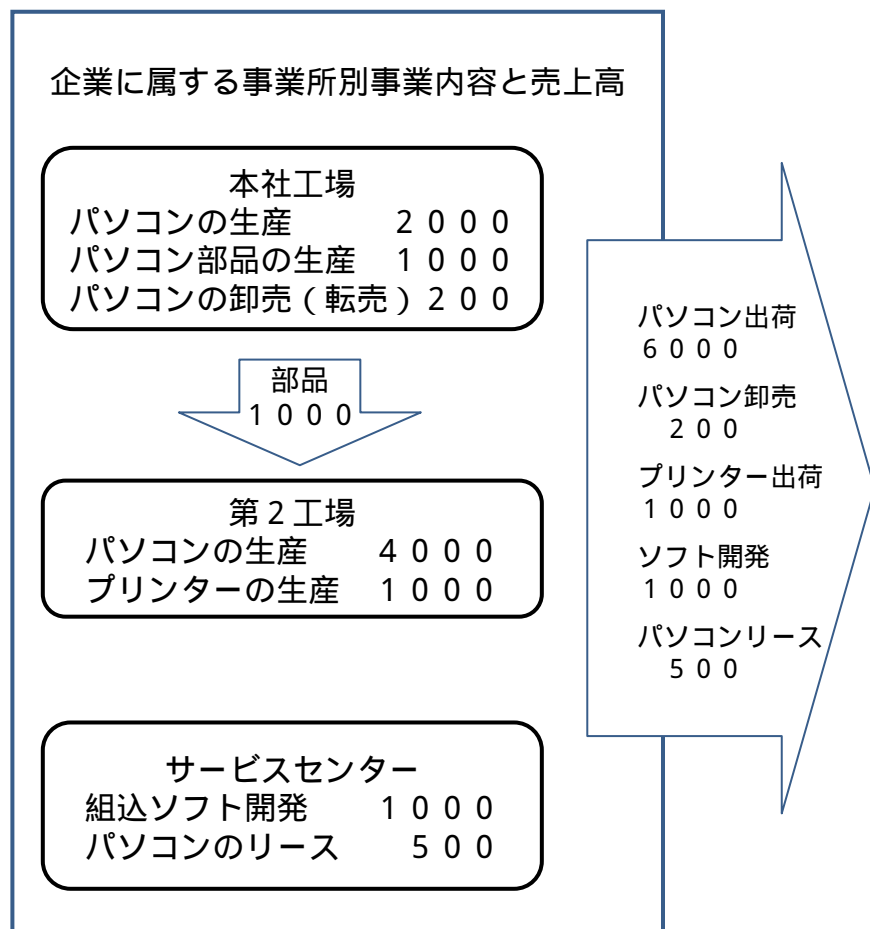 企業に属する事業所別事業内容と売上高
本社工場
パソコンの生産 2000
パソコン部品の生産 1000
パソコンの卸売(転売)200
部品
1000
第2工場
パソコンの生産 4000
プリンターの生産 1000
サービスセンター
組込ソフト開発 1000
パソコンのリース 500
パソコン出荷
6000
パソコン卸売
200
プリンター出荷
1000
ソフト開発
1000
パソコンリース
500